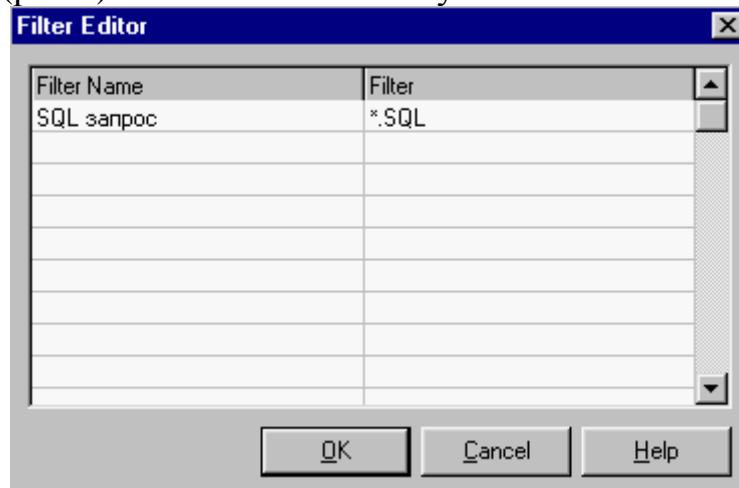 Filter Editor
Filter Name Filter
SQL запрос *.SQL
OK Cancel Help